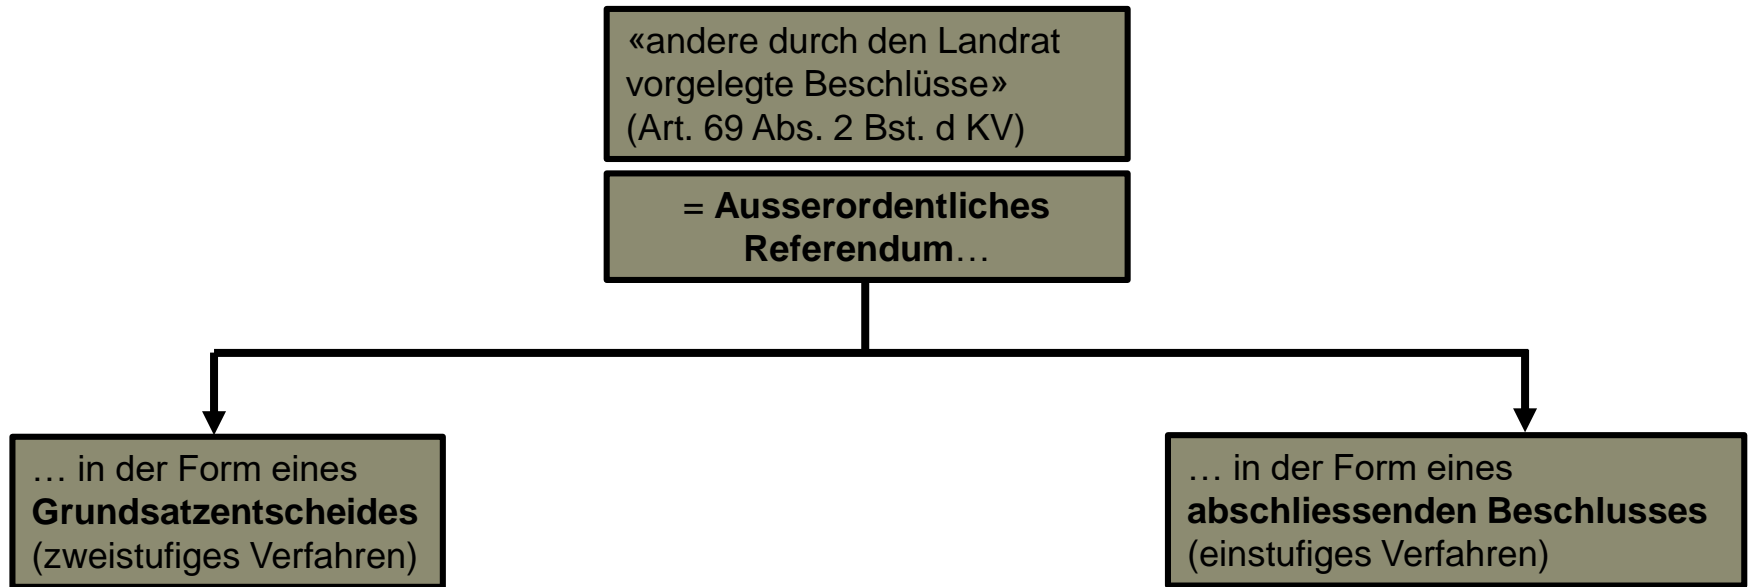 «andere durch den Landrat
vorgelegte Beschlüsse»
(Art. 69 Abs. 2 Bst. d KV)
= Ausserordentliches
Referendum…
… in der Form eines
Grundsatzentscheides
(zweistufiges Verfahren)
… in der Form eines
abschliessenden Beschlusses
(einstufiges Verfahren)